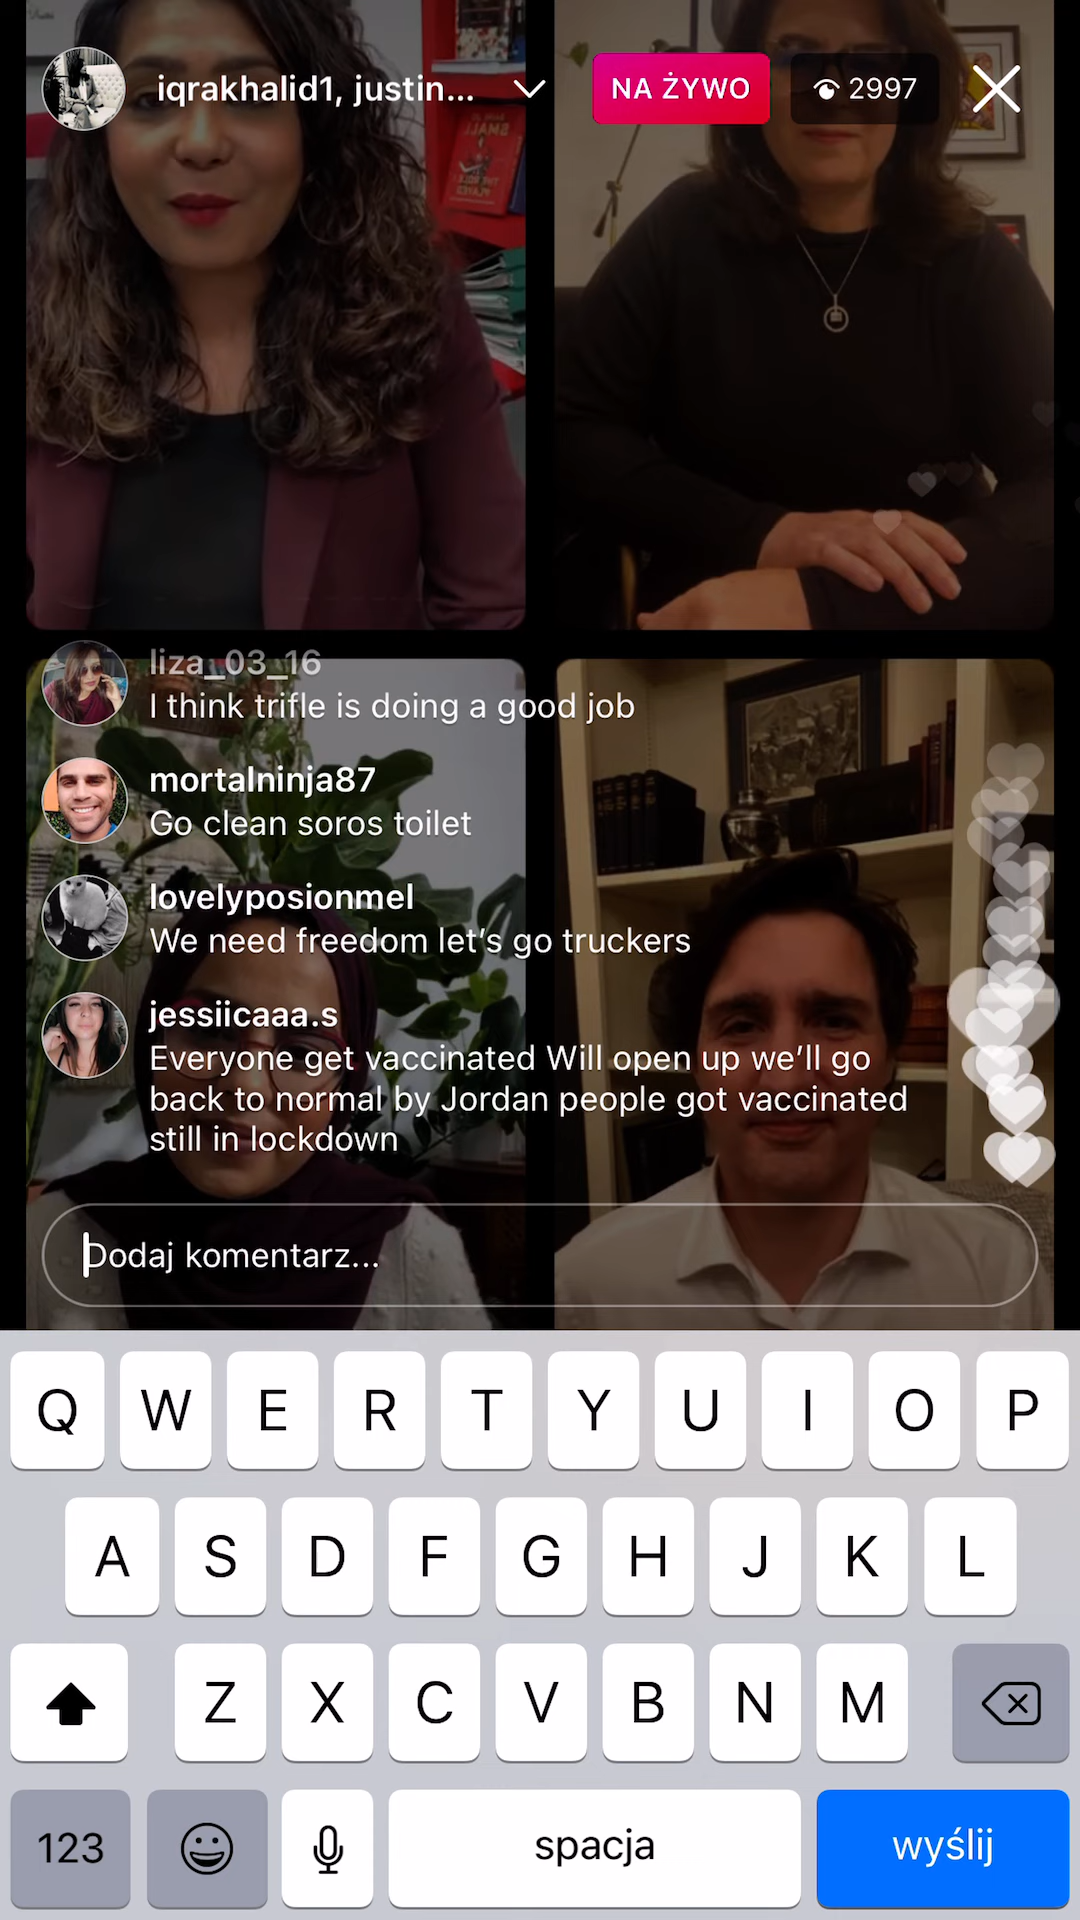 iqrakhalid1, justin...
NA ŻYWO
2997
liza_03_16
I think trifle is doing a good job
mortalninja87
Go clean soros toilet
lovelyposionmel
We need freedom let's go truckers
jessiicaaa.s
Everyone get vaccinated Will open up we'll go
back to normal by Jordan people got vaccinated
still in lockdown
Dodaj komentarz...
Q W E R T Y U I O P
A S D F G H J K L
Z X C V B N M
123
spacja
wyślij